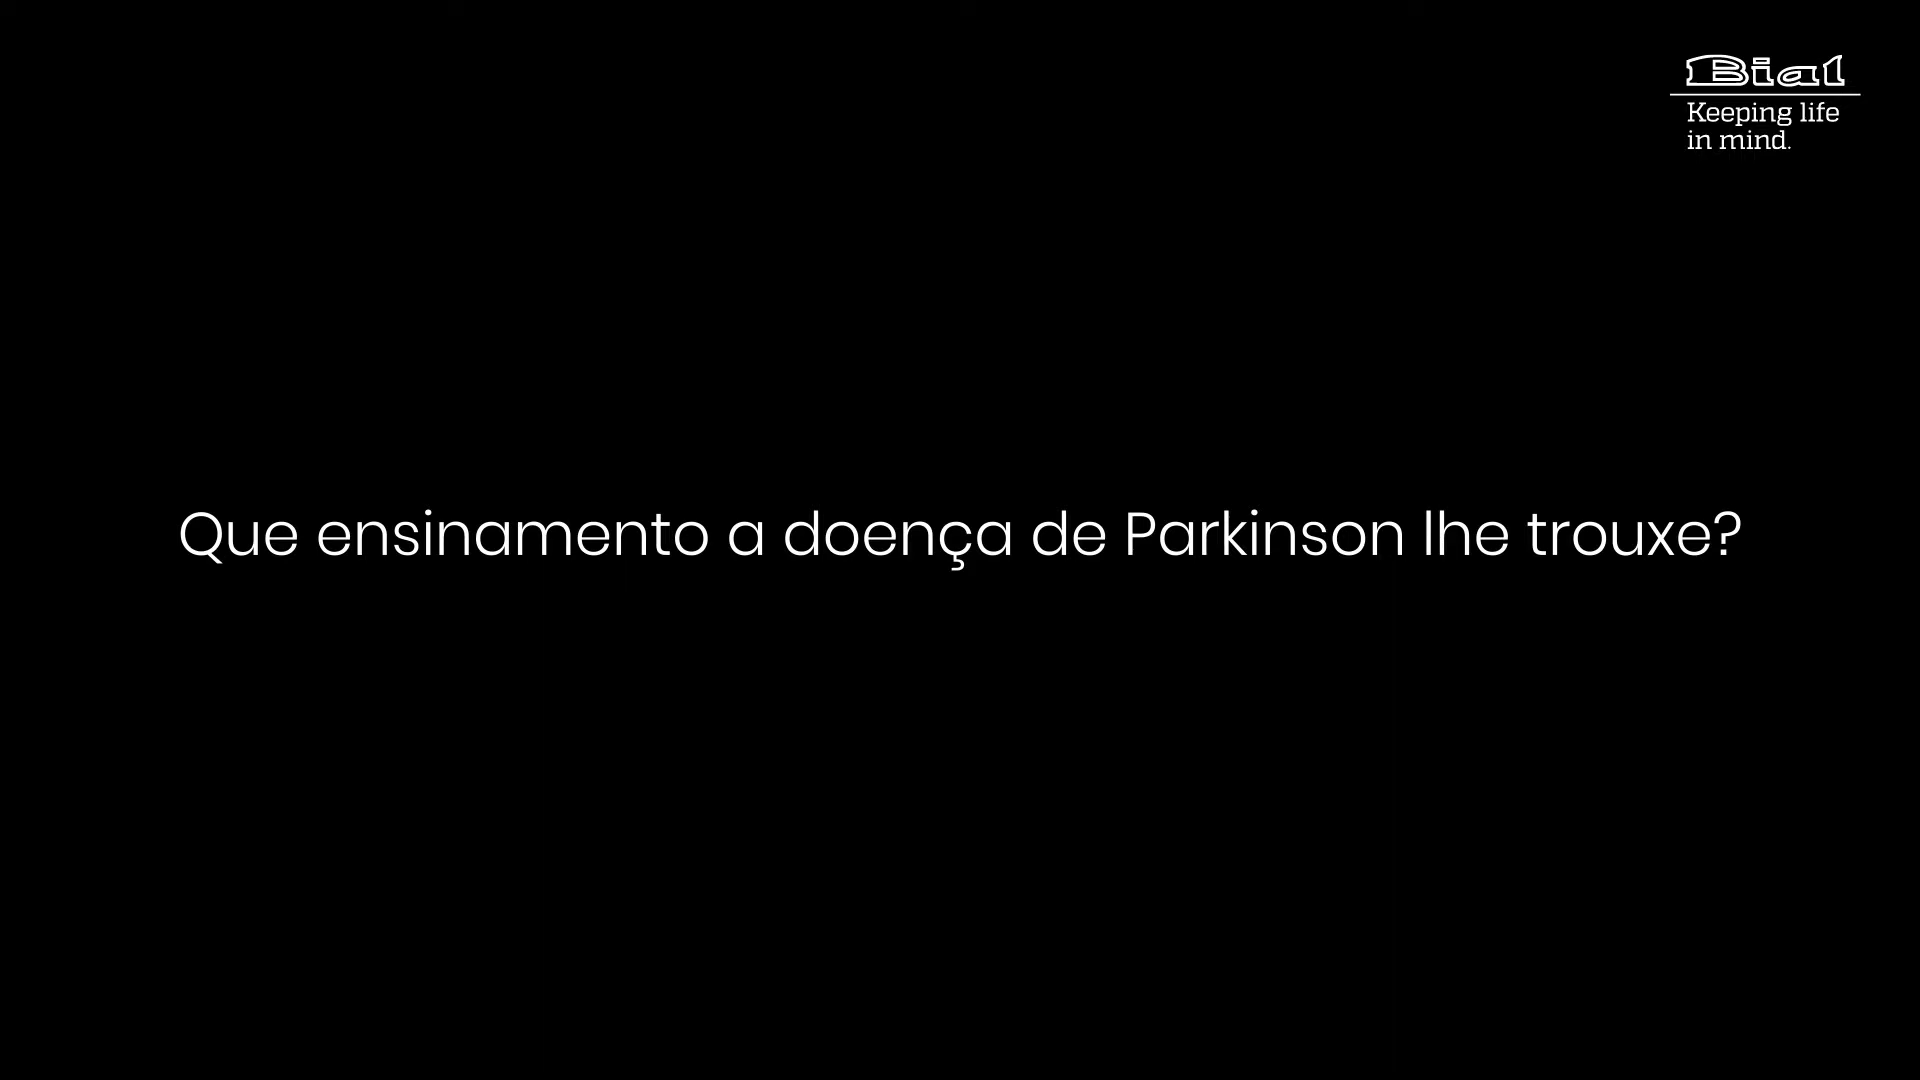 Bial
Keeping life
in mind.
Que ensinamento a doença de Parkinson lhe trouxe?